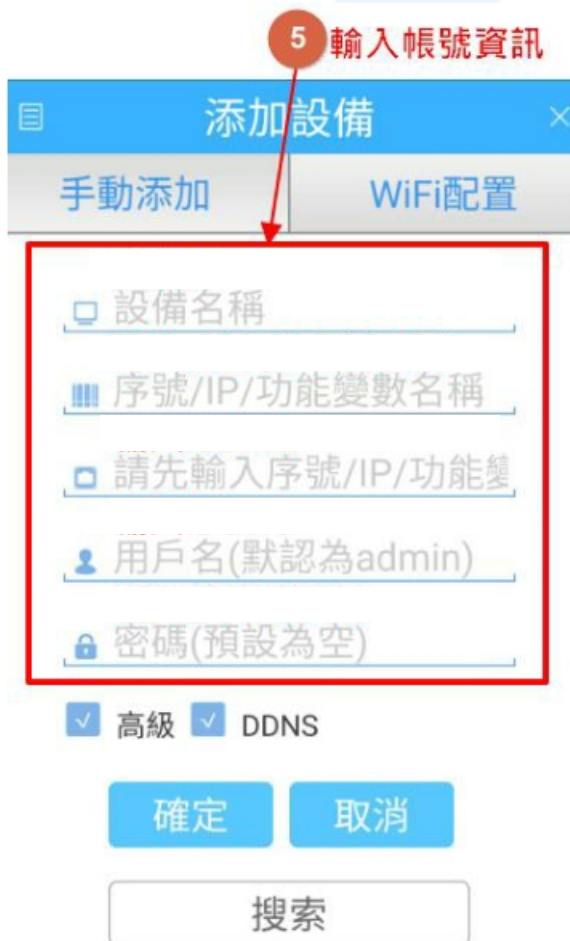 5 輸入帳號資訊
添加設備
手動添加 WiFi配置
設備名稱
序號/IP/功能變數名稱
請先輸入序號/IP/功能變
用戶名(默認為admin)
密碼(預設為空)
高級 DDNS
確定 取消
搜索